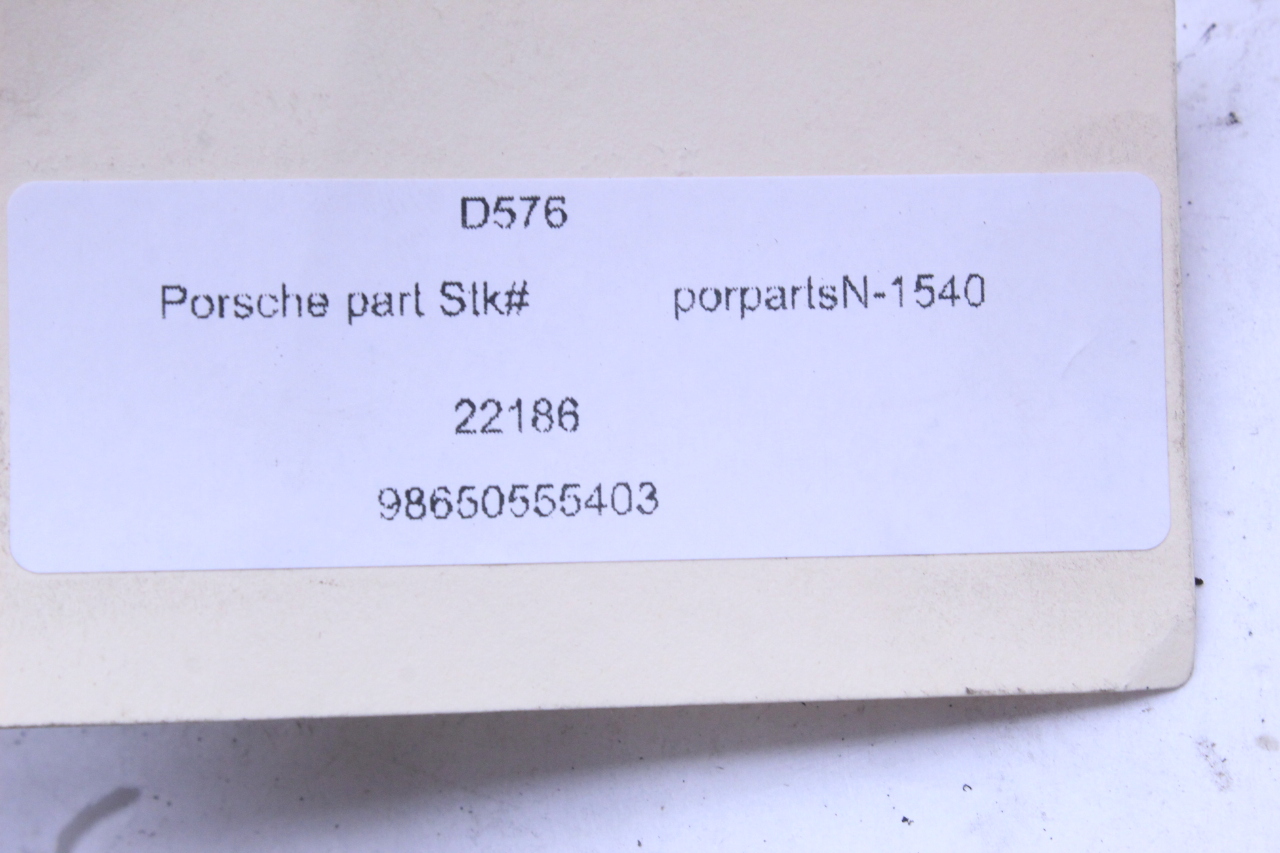 D576
Porsche part Stk# porpartsN-1540
22186
98650555403